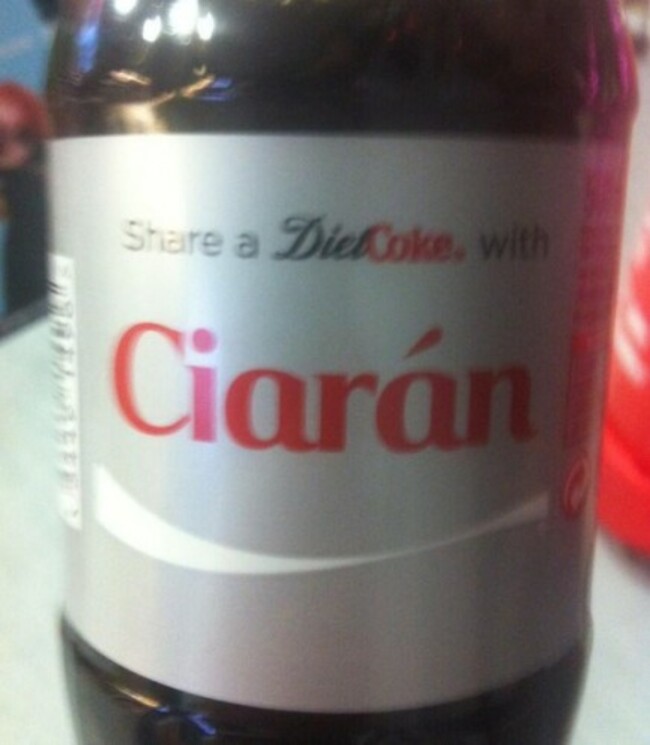 Share a Diet Coke. with
Ciarán